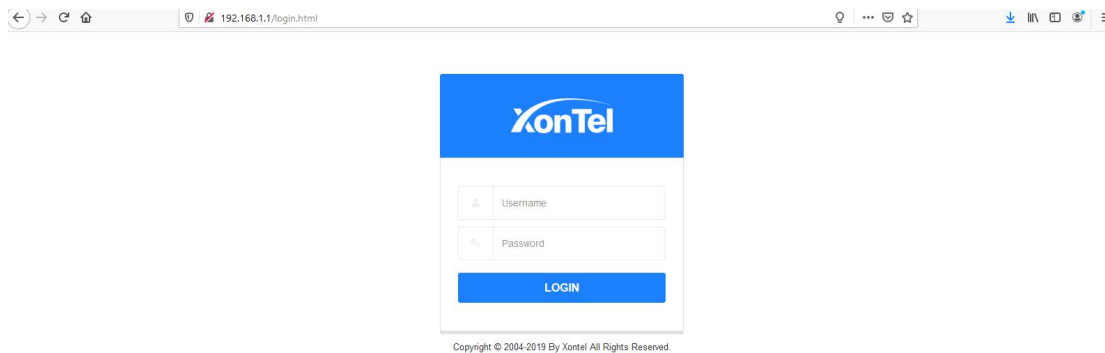 192.168.1.1/login.html
XonTel
Username
Password
LOGIN
Copyright © 2004-2019 By Xontel All Rights Reserved.